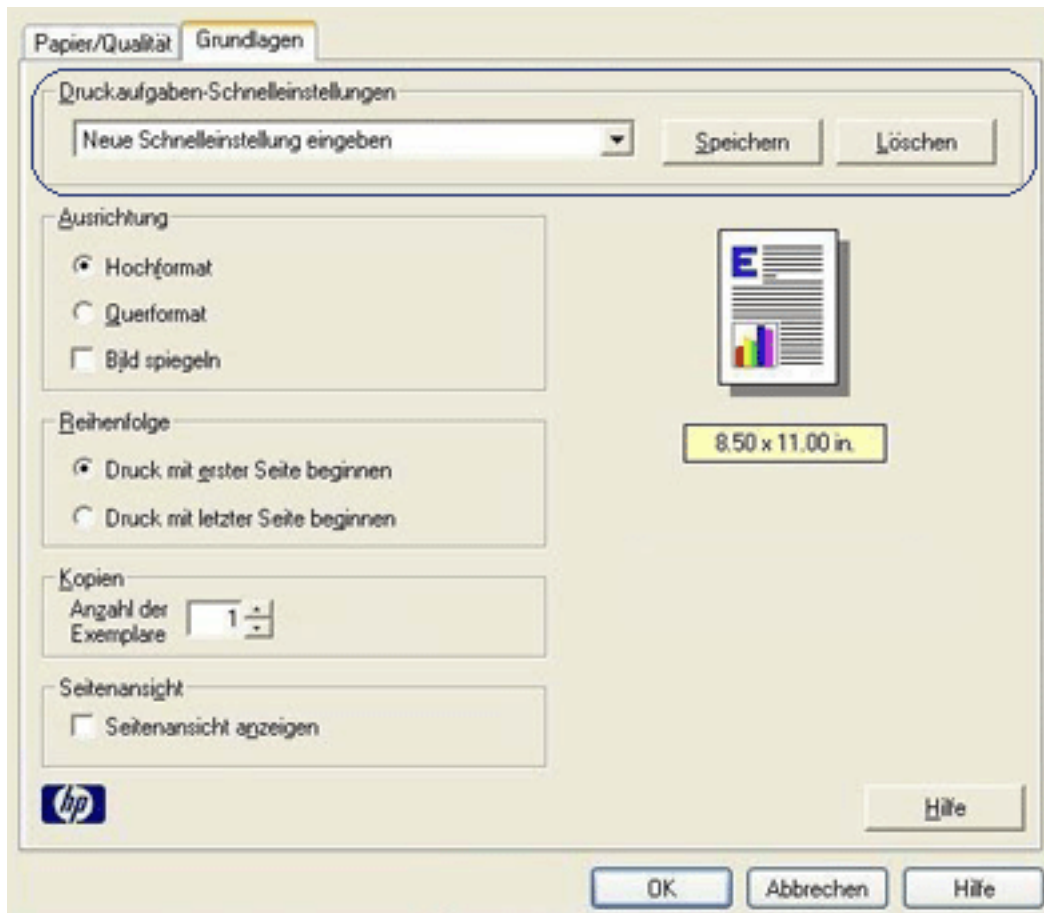 Papier/Qualität Grundlagen
Druckaufgaben-Schnelleinstellungen
Neue Schnelleinstellung eingeben Speichern Löschen
Ausrichtung
Hochformat
Querformat
Bild spiegeln
E
8.50 x 11.00 in.
Reihenfolge
Druck mit erster Seite beginnen
Druck mit letzter Seite beginnen
Kopien
Anzahl der
Exemplare
1
Seitenansicht
Seitenansicht anzeigen
hp
Hilfe
OK Abbrechen Hilfe